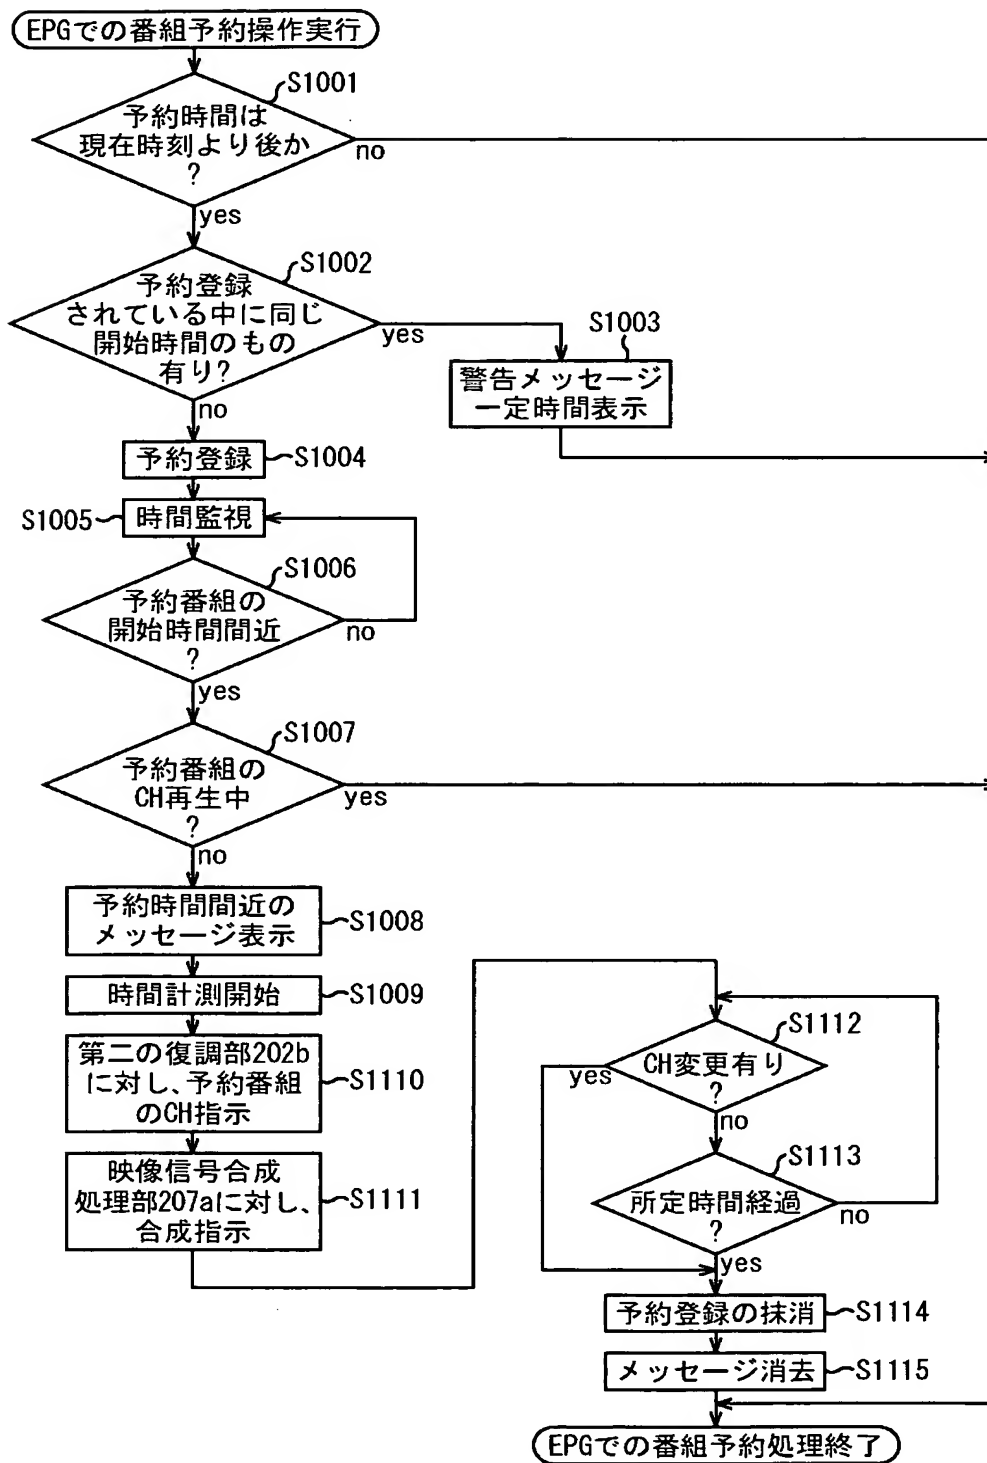 EPGでの番組予約操作実行
S1001
予約時間は
現在時刻より後か
?
no
yes
S1002
予約登録
されている中に同じ
開始時間のもの
有り?
yes
no
S1003
警告メッセージ
一定時間表示
予約登録
S1004
S1005
時間監視
S1006
予約番組の
開始時間間近
?
no
yes
S1007
予約番組の
CH再生中
?
yes
no
予約時間間近の
メッセージ表示
S1008
時間計測開始
S1009
第二の復調部202b
に対し、予約番組
のCH指示
S1110
映像信号合成
処理部207aに対し、
合成指示
S1111
S1112
CH変更有り
?
yes
no
S1113
所定時間経過
?
no
yes
予約登録の抹消
S1114
メッセージ消去
S1115
EPGでの番組予約処理終了